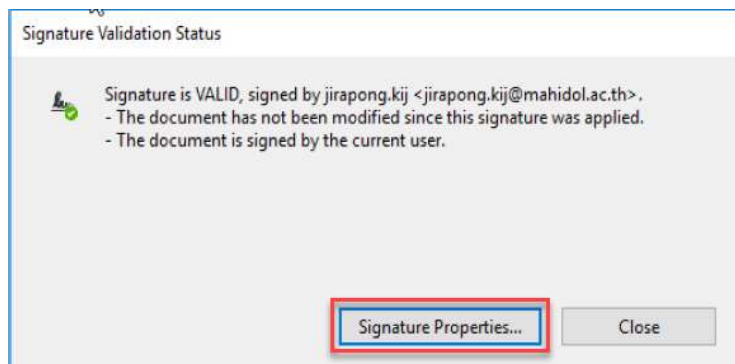 Signature Validation Status
Signature is VALID, signed by jirapong.kij <jirapong.kij@mahidol.ac.th>.
- The document has not been modified since this signature was applied.
- The document is signed by the current user.
Signature Properties...
Close